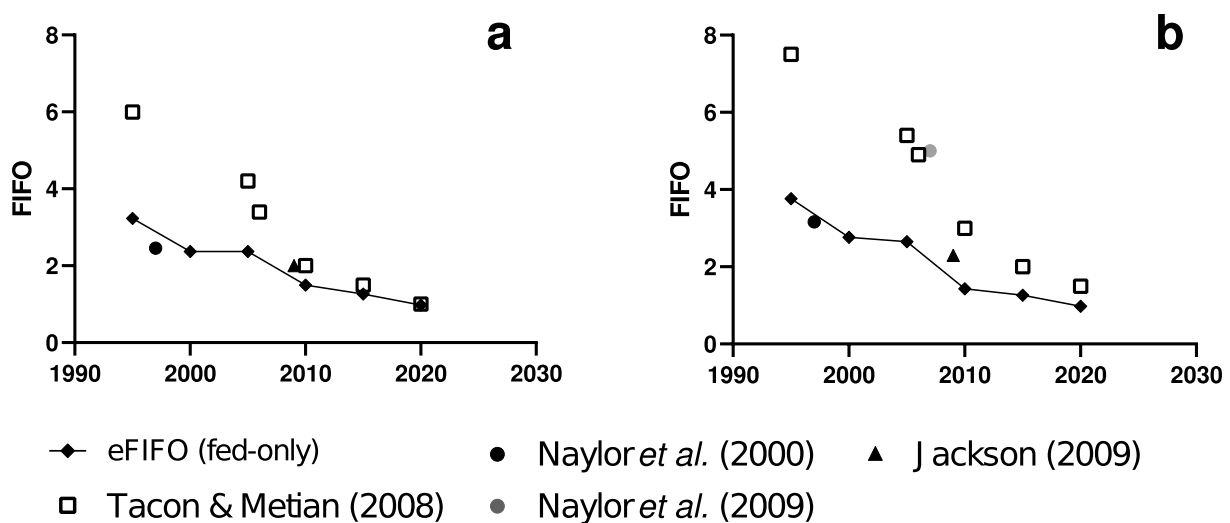 a
b
8
6
4
2
0
FIFO
1990
2000
2010
2020
2030
8
6
4
2
0
FIFO
1990
2000
2010
2020
2030
eFIFO (fed-only)
Naylor et al. (2000)
Jackson (2009)
Tacon & Metian (2008)
Naylor et al. (2009)